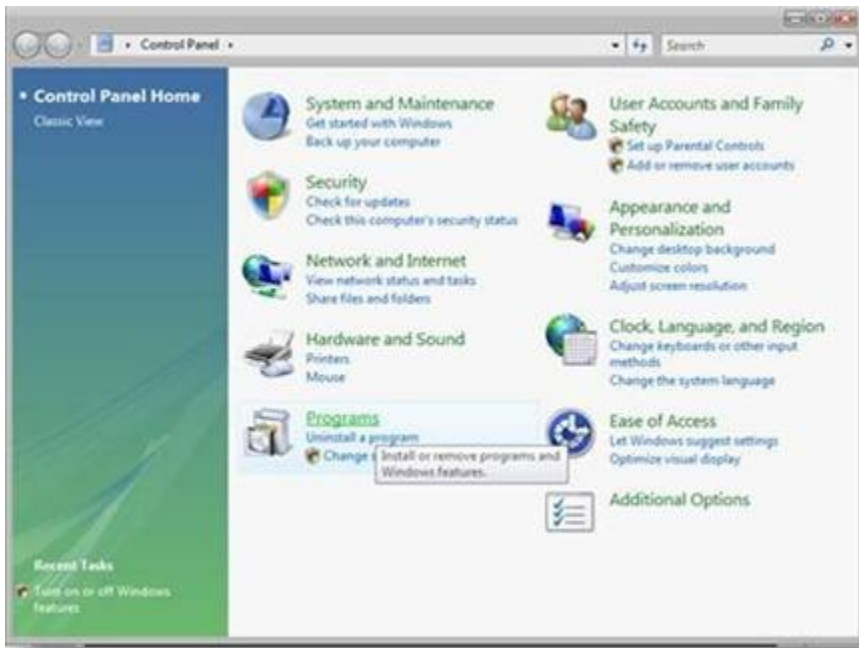 Control Panel
Search
Control Panel Home
Classic View
System and Maintenance
Get started with Windows
Back up your computer
Security
Check for updates
Check this computer's security status
Network and Internet
View network status and tasks
Share files and folders
Hardware and Sound
Printers
Mouse
Programs
Uninstall a program
Change
Install or remove programs and
Windows features.
User Accounts and Family
Safety
Set up Parental Controls
Add or remove user accounts
Appearance and
Personalization
Change desktop background
Customize colors
Adjust screen resolution
Clock, Language, and Region
Change keyboards or other input
methods
Change the system language
Ease of Access
Let Windows suggest settings
Optimize visual display
Additional Options
Recent Tasks
Turn on or off Windows
features